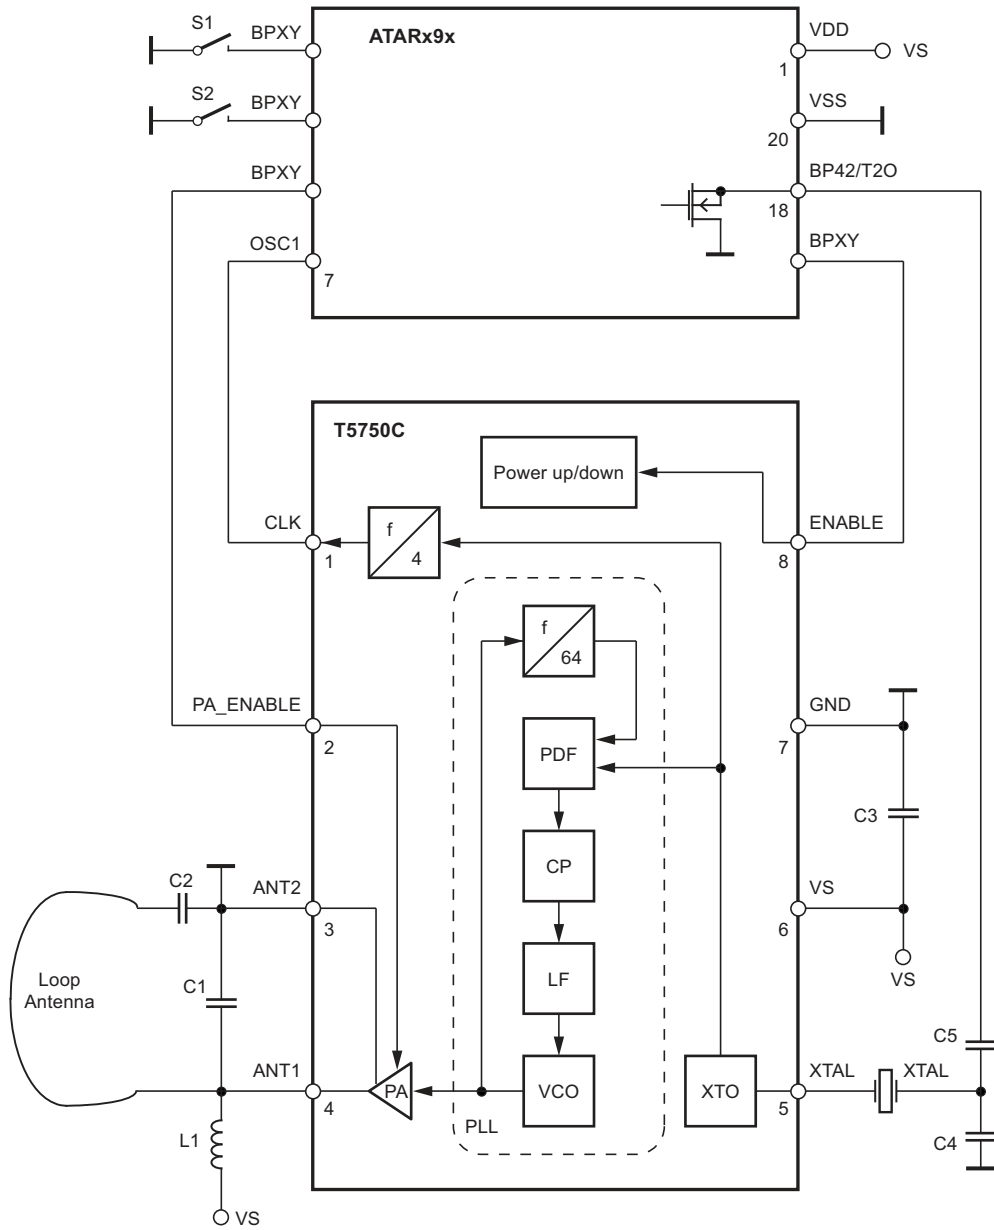 S1
BPXY
ATARx9x
VDD
1
VS
S2
BPXY
VSS
20
BPXY
BP42/T2O
18
OSC1
7
BPXY
T5750C
Power up/down
CLK
1
f
4
ENABLE
8
f
64
PA_ENABLE
2
PDF
GND
7
C3
CP
C2
ANT2
3
VS
6
VS
LF
Loop
Antenna
C1
C5
ANT1
4
PA
VCO
PLL
XTO
XTAL
5
XTAL
C4
L1
VS